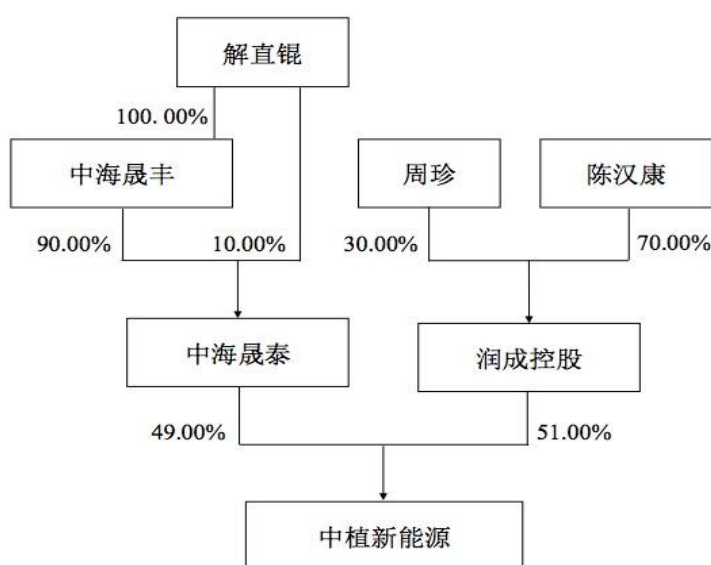 解直锟
100.00%
中海晟丰
周珍
陈汉康
90.00%
10.00%
30.00%
70.00%
中海晟泰
润成控股
49.00%
51.00%
中植新能源